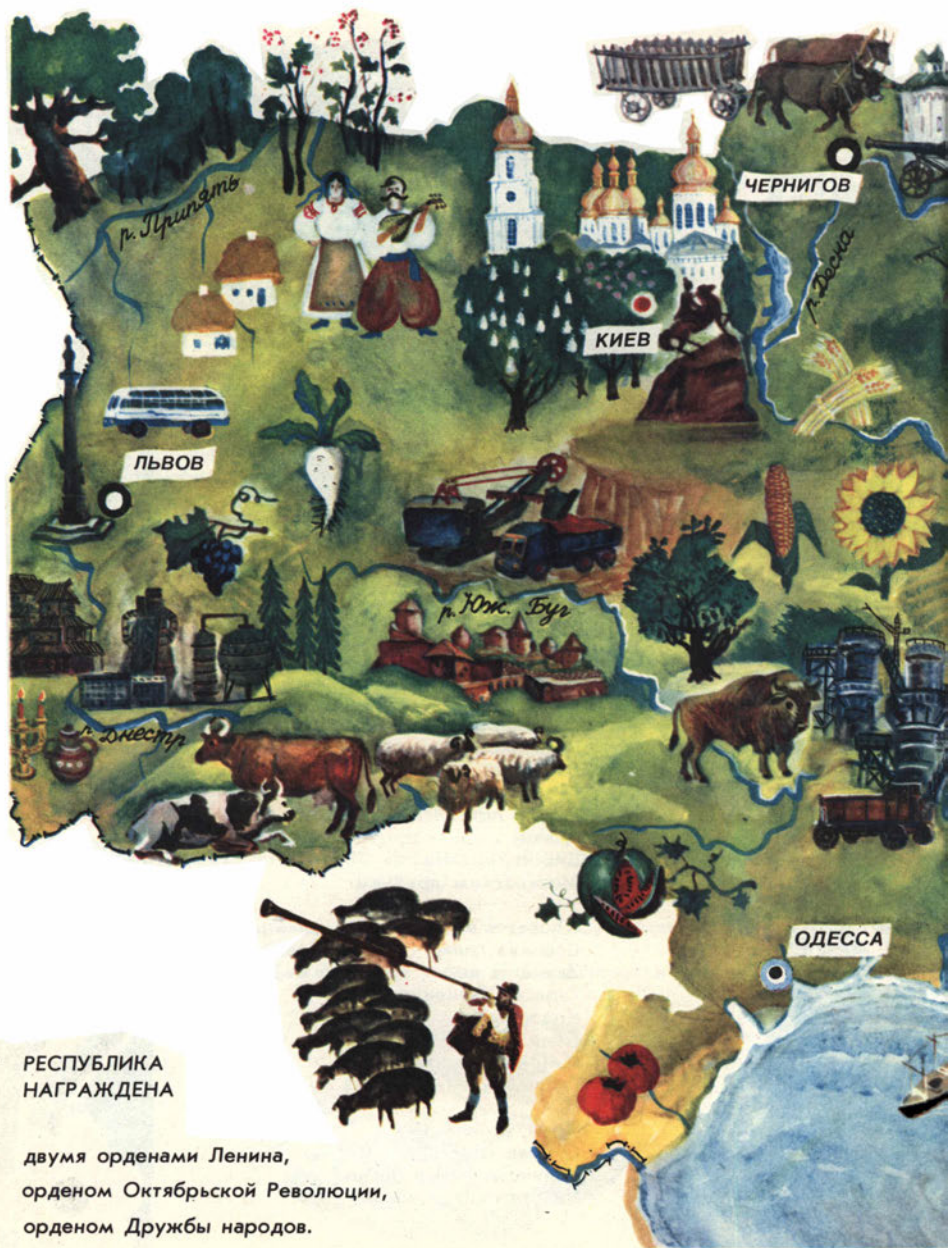 ЧЕРНИГОВ
р. Припять
р. Десна
КИЕВ
ЛЬВОВ
р. Юж. Буг
р. Днестр
ОДЕССА
РЕСПУБЛИКА
НАГРАЖДЕНА
двумя орденами Ленина,
орденом Октябрьской Революции,
орденом Дружбы народов.